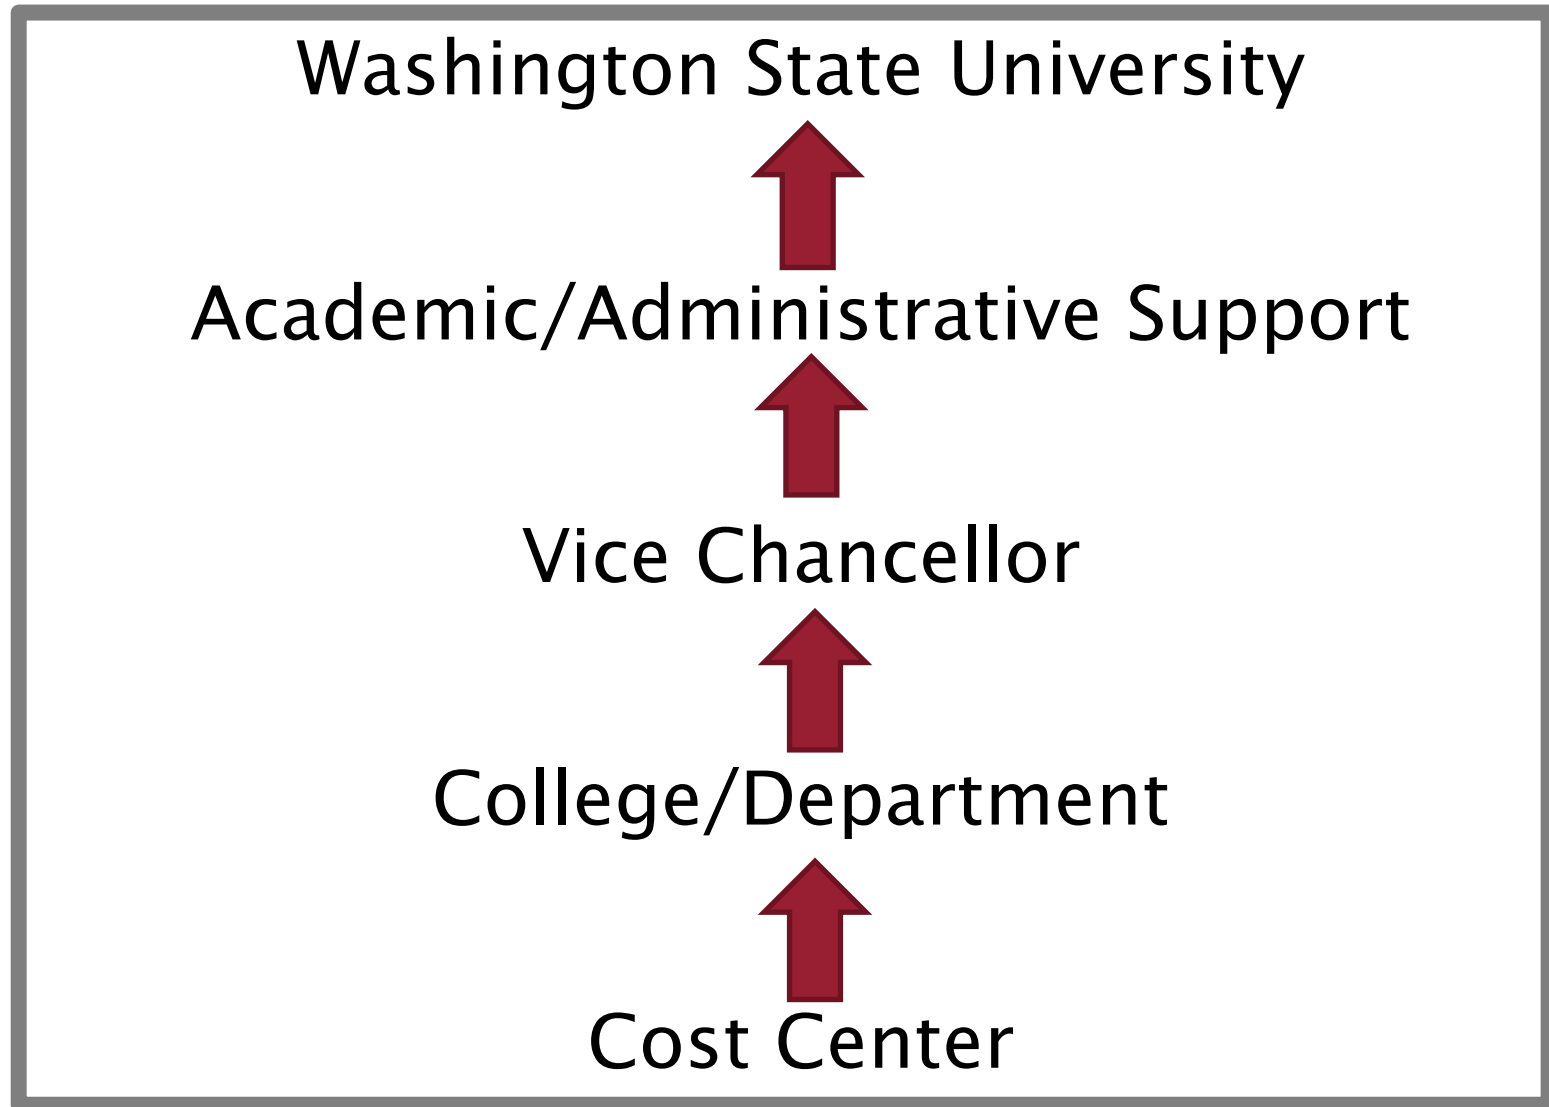 Washington State University
Academic/Administrative Support
Vice Chancellor
College/Department
Cost Center